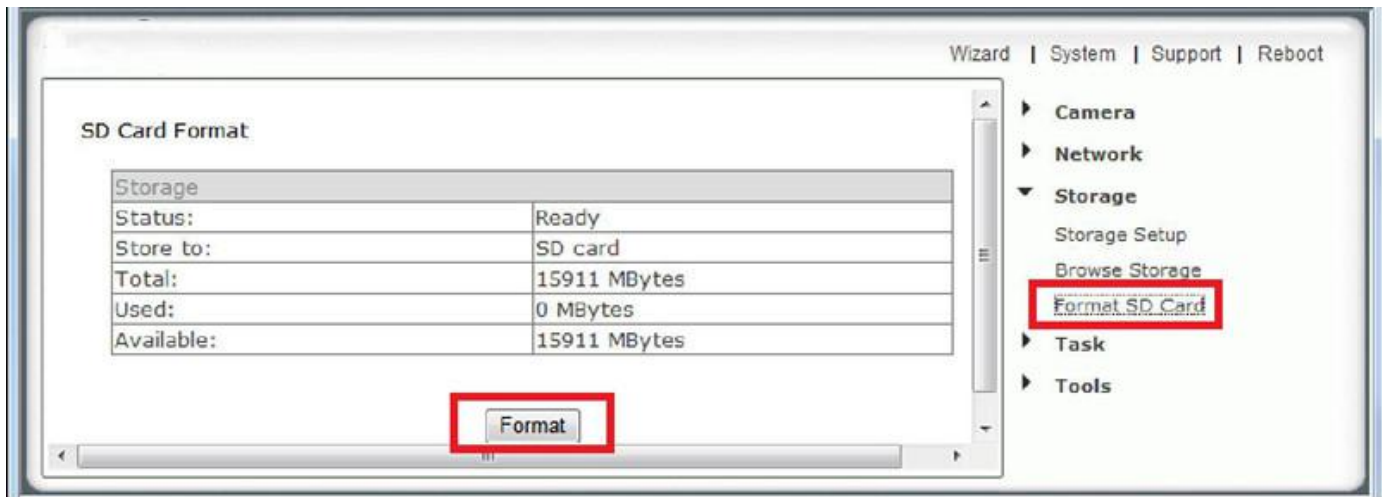 Wizard | System | Support | Reboot
SD Card Format
Storage
Status: Ready
Store to: SD card
Total: 15911 MBytes
Used: 0 MBytes
Available: 15911 MBytes
Format
Camera
Network
Storage
Storage Setup
Browse Storage
Format SD Card
Task
Tools